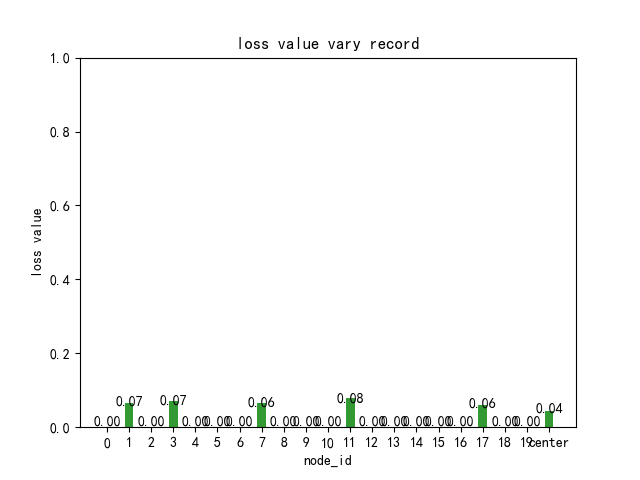 loss value vary record
1.0
0.8
0.6
0.4
0.2
0.0
loss value
0.00 0.07 0.00 0.07 0.00 0.00 0.00 0.06 0.00 0.00 0.00 0.08 0.00 0.00 0.00 0.00 0.00 0.06 0.00 0.00 0.04
0 1 2 3 4 5 6 7 8 9 10 11 12 13 14 15 16 17 18 19 center
node_id